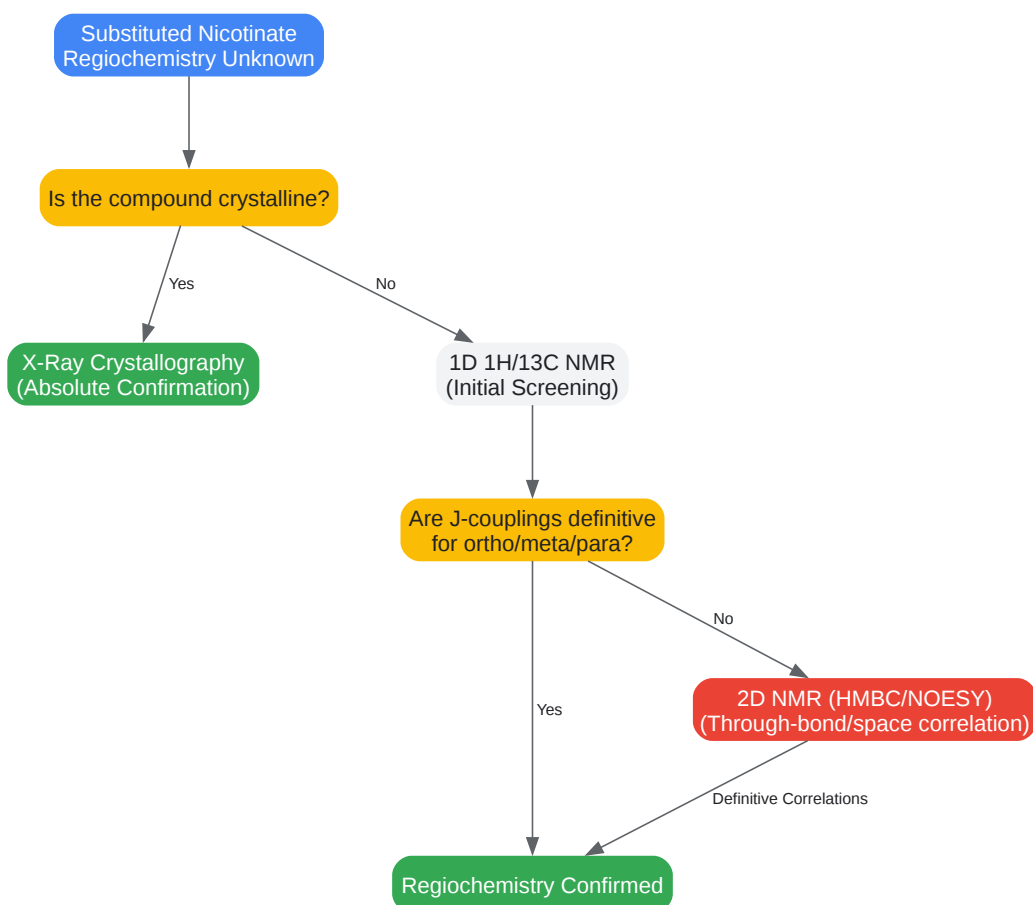 Substituted Nicotinate
Regiochemistry Unknown
Is the compound crystalline?
Yes
No
X-Ray Crystallography
(Absolute Confirmation)
1D 1H/13C NMR
(Initial Screening)
Are J-couplings definitive
for ortho/meta/para?
No
Yes
2D NMR (HMBC/NOESY)
(Through-bond/space correlation)
Definitive Correlations
Regiochemistry Confirmed